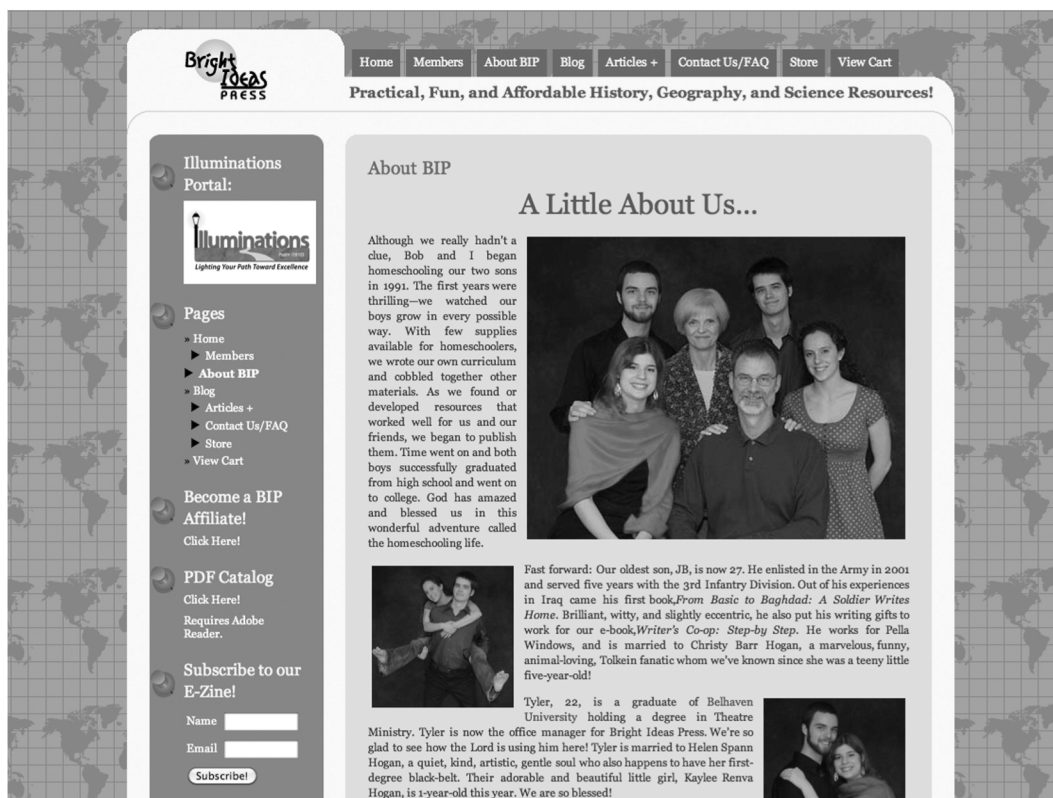 Bright
Ideas
PRESS
Home Members About BIP Blog Articles + Contact Us/FAQ Store View Cart
Practical, Fun, and Affordable History, Geography, and Science Resources!
Illuminations
Portal:
Illuminations
Lighting Your Path Toward Excellence
Pages
» Home
▶ Members
▶ About BIP
» Blog
▶ Articles +
▶ Contact Us/FAQ
▶ Store
» View Cart
Become a BIP
Affiliate!
Click Here!
PDF Catalog
Click Here!
Requires Adobe
Reader.
Subscribe to our
E-Zine!
Name
Email
Subscribe!
About BIP
A Little About Us...
Although we really hadn't a
clue, Bob and I began
homeschooling our two sons
in 1991. The first years were
thrilling—we watched our
boys grow in every possible
way. With few supplies
available for homeschoolers,
we wrote our own curriculum
and cobbled together other
materials. As we found or
developed resources that
worked well for us and our
friends, we began to publish
them. Time went on and both
boys successfully graduated
from high school and went on
to college. God has amazed
and blessed us in this
wonderful adventure called
the homeschooling life.
Fast forward: Our oldest son, JB, is now 27. He enlisted in the Army in 2001
and served five years with the 3rd Infantry Division. Out of his experiences
in Iraq came his first book,From Basic to Baghdad: A Soldier Writes
Home. Brilliant, witty, and slightly eccentric, he also put his writing gifts to
work for our e-book,Writer's Co-op: Step-by Step. He works for Pella
Windows, and is married to Christy Barr Hogan, a marvelous, funny,
animal-loving, Tolkein fanatic whom we've known since she was a teeny little
five-year-old!
Tyler, 22, is a graduate of Belhaven
University holding a degree in Theatre
Ministry. Tyler is now the office manager for Bright Ideas Press. We're so
glad to see how the Lord is using him here! Tyler is married to Helen Spann
Hogan, a quiet, kind, artistic, gentle soul who also happens to have her first-
degree black-belt. Their adorable and beautiful little girl, Kaylee Renva
Hogan, is 1-year-old this year. We are so blessed!